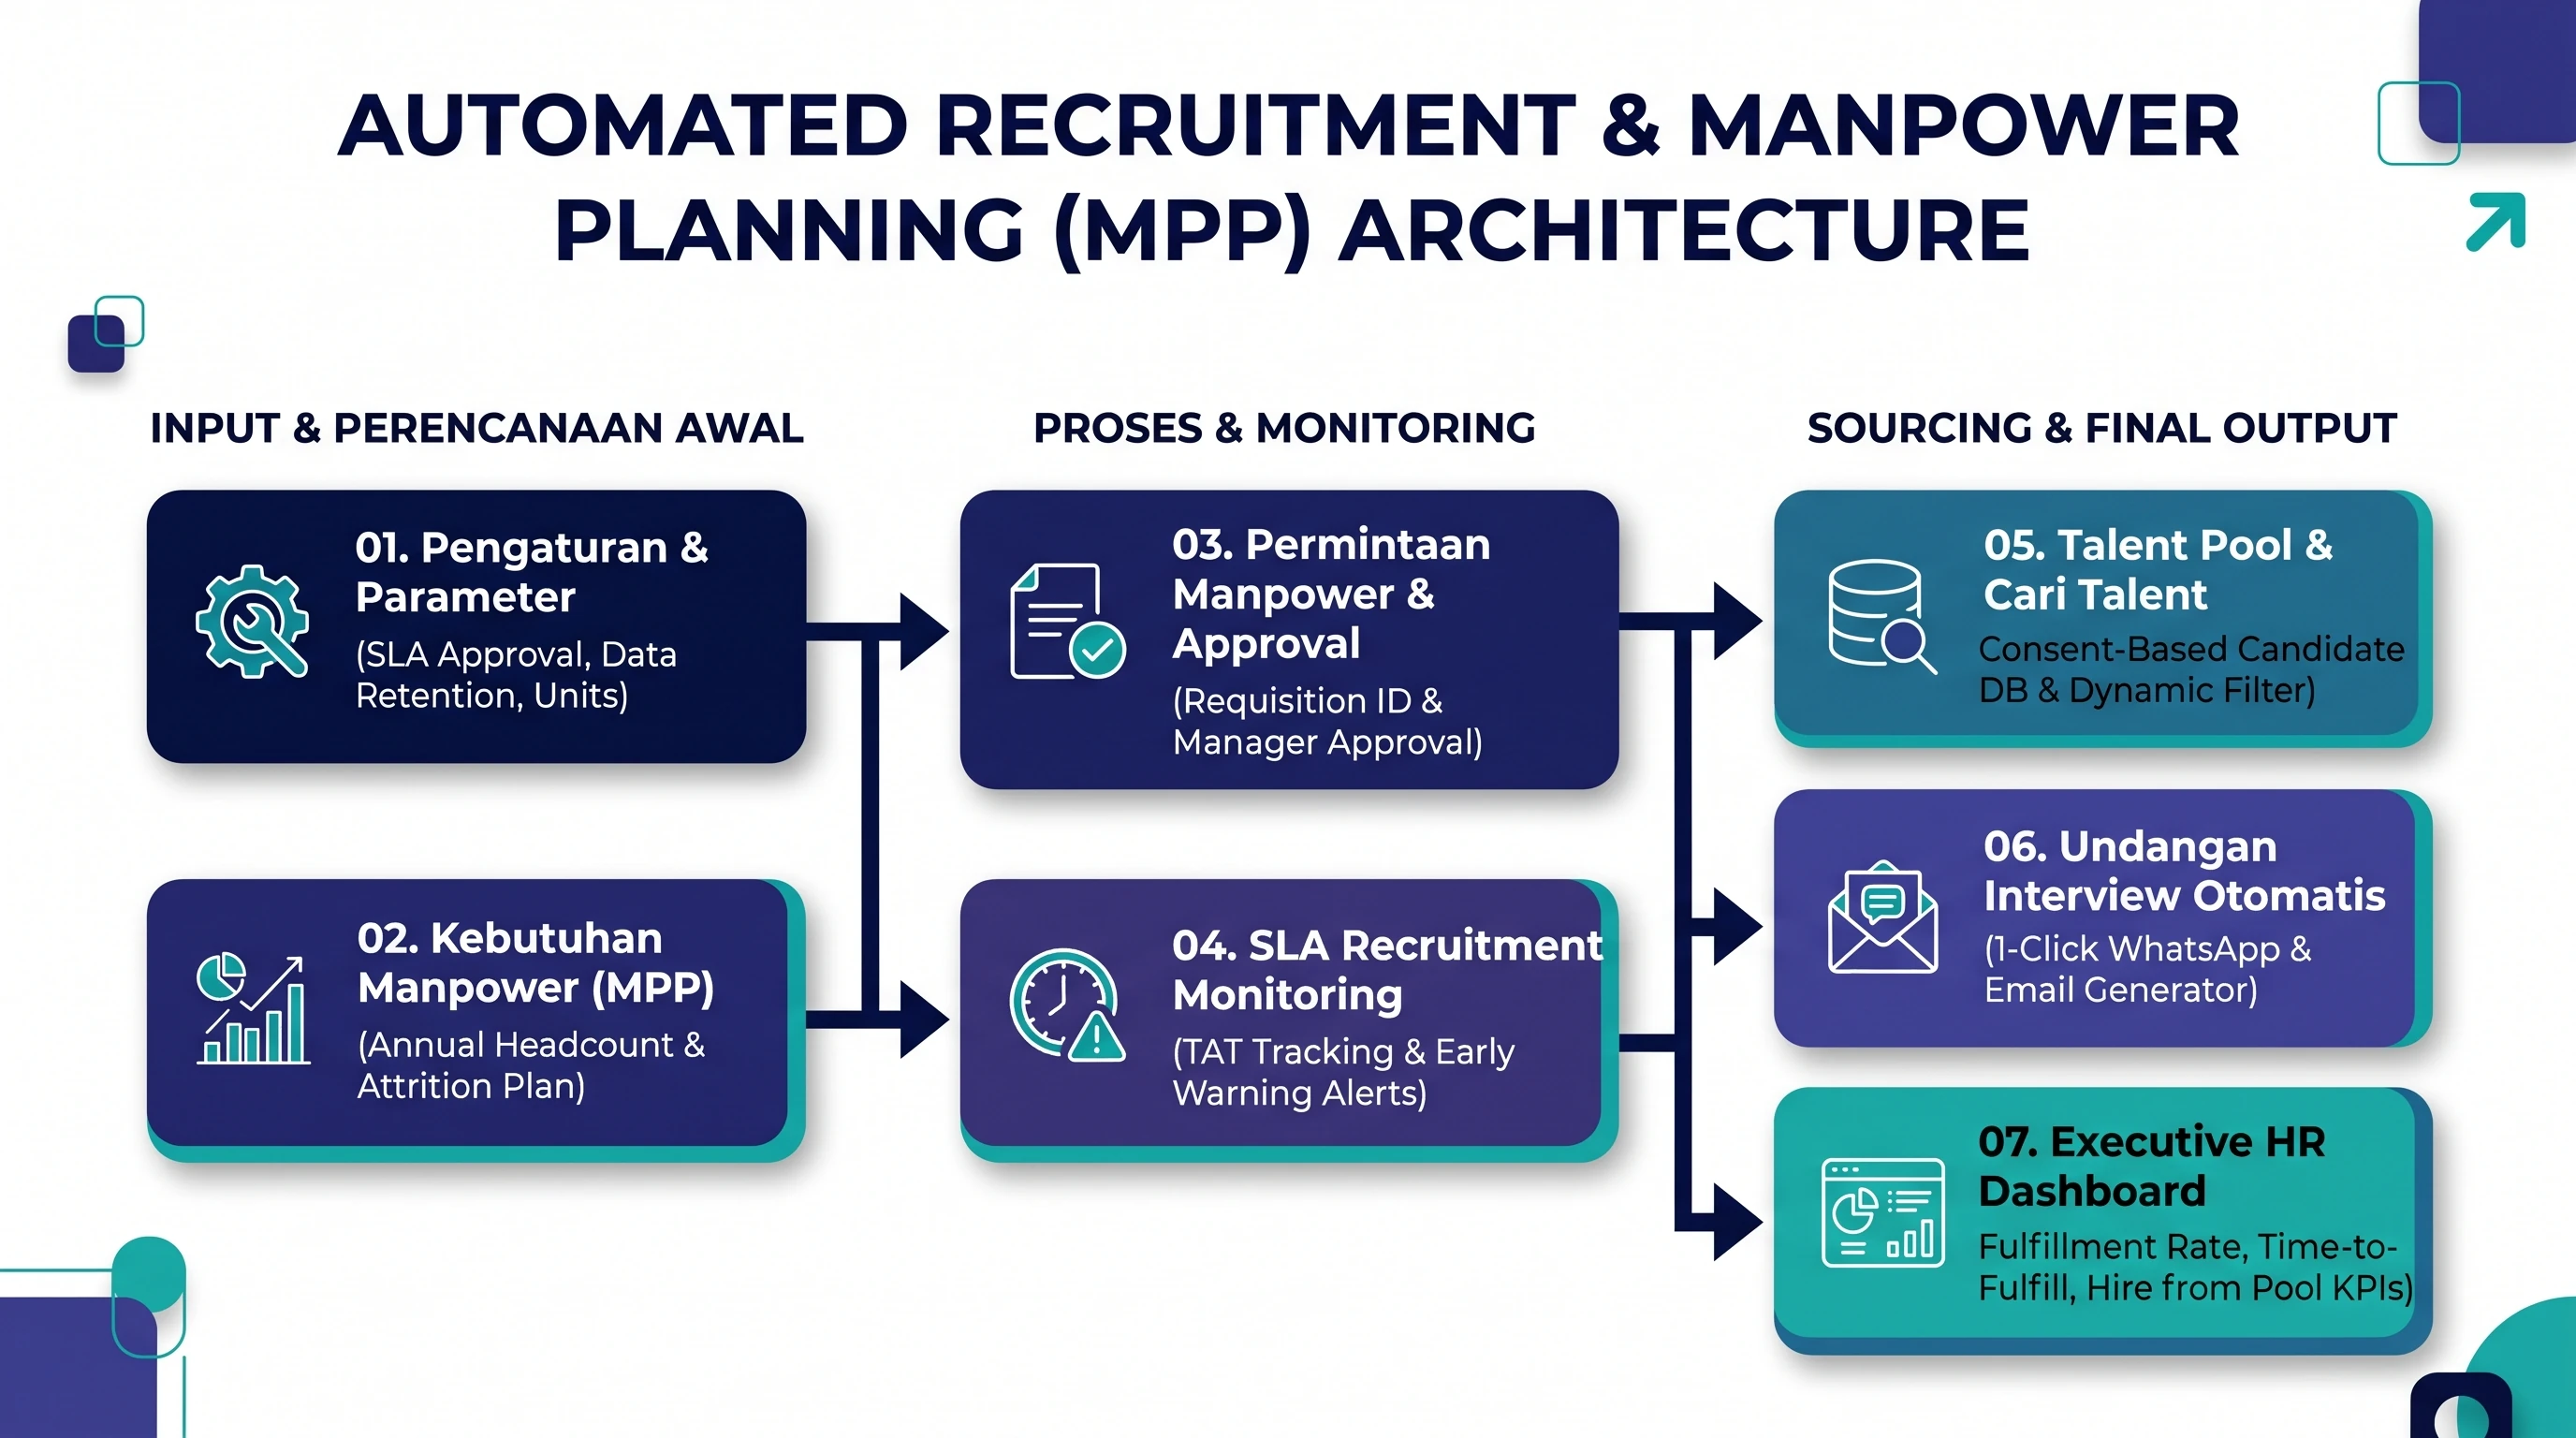 AUTOMATED RECRUITMENT & MANPOWER
PLANNING (MPP) ARCHITECTURE
INPUT & PERENCANAAN AWAL
01. Pengaturan &
Parameter
(SLA Approval, Data
Retention, Units)
02. Kebutuhan
Manpower (MPP)
(Annual Headcount &
Attrition Plan)
PROSES & MONITORING
03. Permintaan
Manpower &
Approval
(Requisition ID &
Manager Approval)
04. SLA Recruitment
Monitoring
(TAT Tracking & Early
Warning Alerts)
SOURCING & FINAL OUTPUT
05. Talent Pool &
Cari Talent
Consent-Based Candidate
DB & Dynamic Filter)
06. Undangan
Interview Otomatis
(1-Click WhatsApp &
Email Generator)
07. Executive HR
Dashboard
Fulfillment Rate, Time-to-
Fulfill, Hire from Pool KPIs)